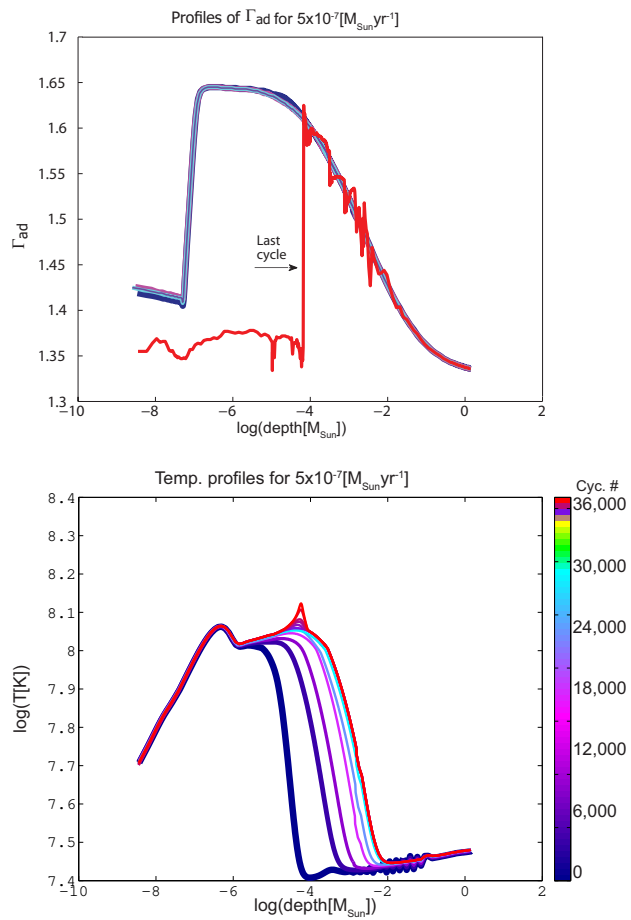 Profiles of Γad for 5x10-7[MSunyr-1]
1.7
1.65
1.6
1.55
1.5
1.45
1.4
1.35
1.3
Γad
Last
cycle
−10 −8 −6 −4 −2 0 2
log(depth[MSun])
Temp. profiles for 5x10-7[MSunyr-1]
Cyc. #
8.4
8.3
8.2
8.1
8
7.9
7.8
7.7
7.6
7.5
7.4
log(T[K])
36,000
30,000
24,000
18,000
12,000
6,000
0
−10 −8 −6 −4 −2 0 2
log(depth[MSun])